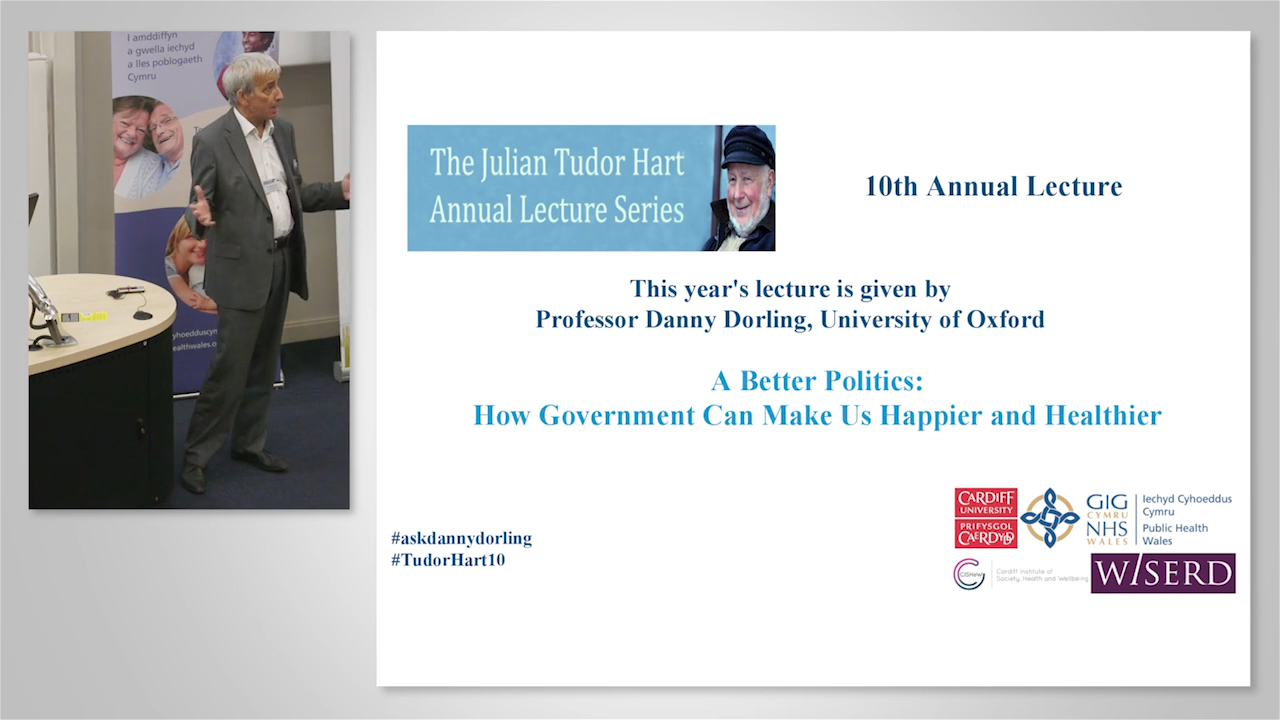 I amddiffyn
a gwella iechyd
a lles poblogaeth
Cymru
The Julian Tudor Hart
Annual Lecture Series
10th Annual Lecture
This year's lecture is given by
Professor Danny Dorling, University of Oxford
A Better Politics:
How Government Can Make Us Happier and Healthier
#askdannydorling
#TudorHart10
CARDIFF
UNIVERSITY
PRIFYSGOL
CAERDYDD
GIG
CYMRU
NHS
WALES
Iechyd Cyhoeddus
Cymru
Public Health
Wales
CISHeW
Cardiff Institute of
Society, Health and Wellbeing
WISERD